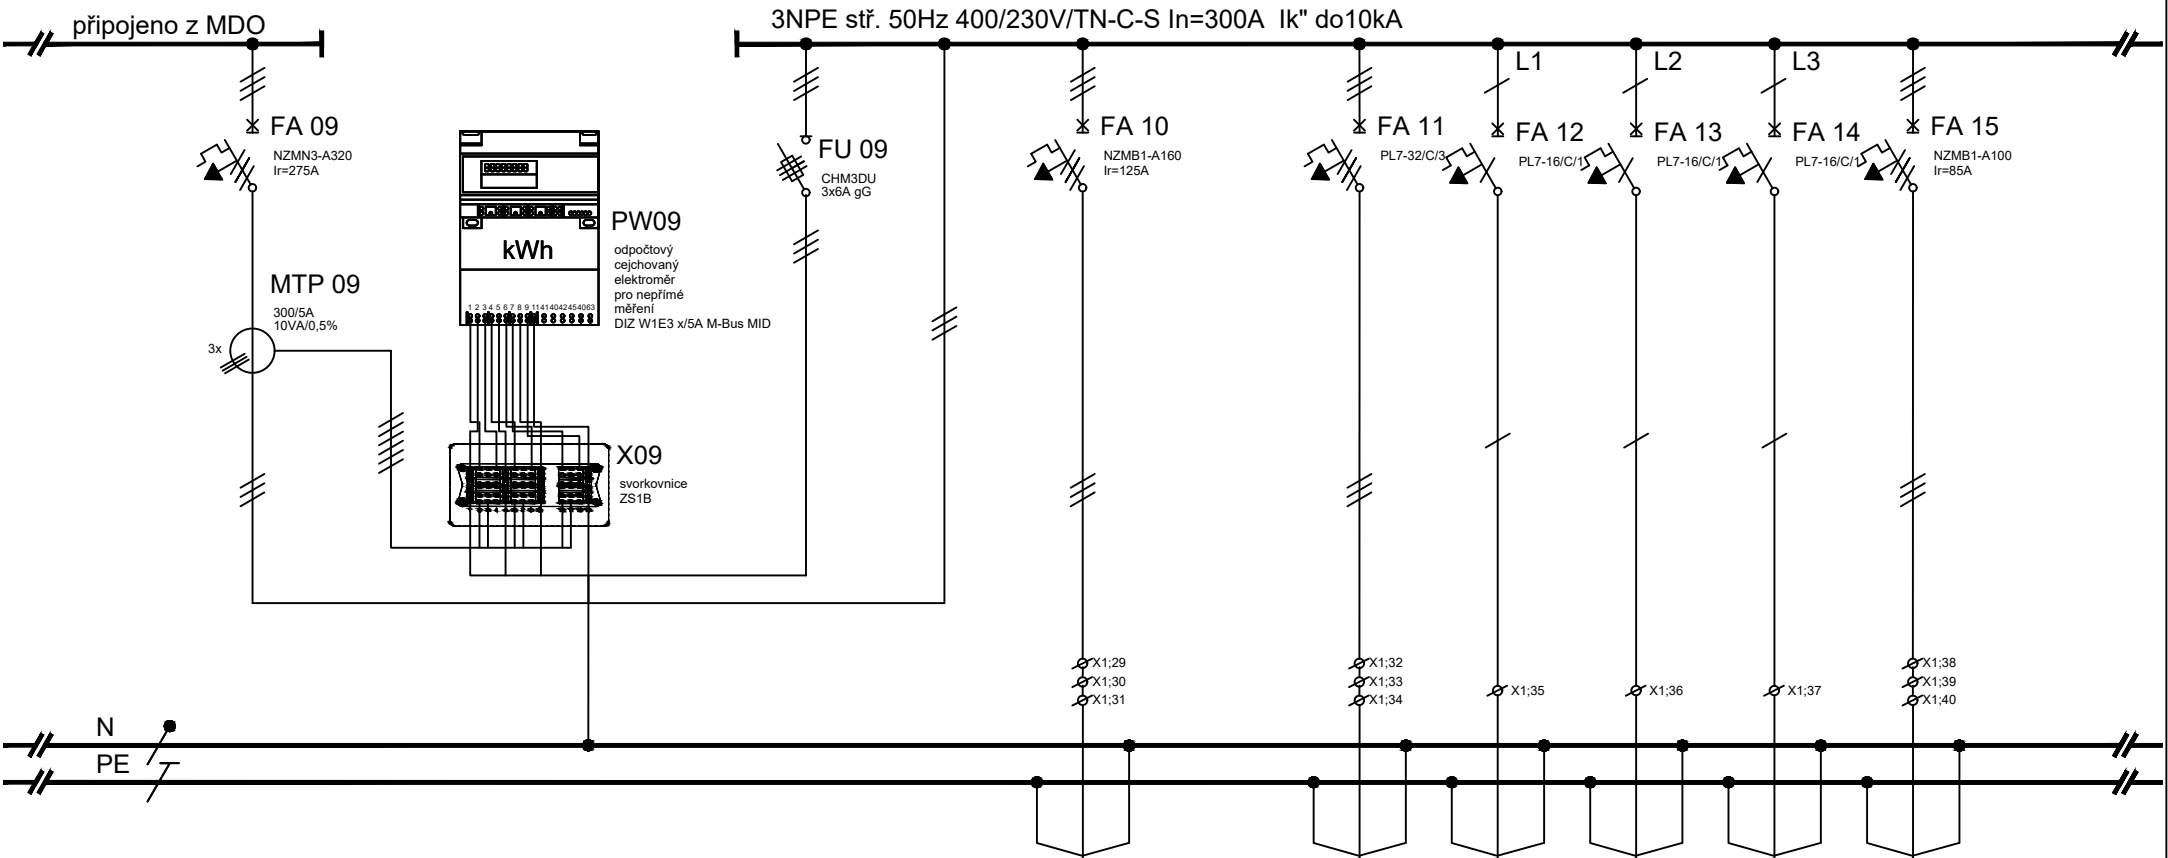 připojeno z MDO
3NPE stř. 50Hz 400/230V/TN-C-S In=300A Ik" do10kA
L1
L2
L3
FA 09
NZMN3-A320
Ir=275A
FU 09
CHM3DU
3x6A gG
FA 10
NZMB1-A160
Ir=125A
FA 11
PL7-32/C/3
FA 12
PL7-16/C/1
FA 13
PL7-16/C/1
FA 14
PL7-16/C/1
FA 15
NZMB1-A100
Ir=85A
PW09
odpočtový
cejchovaný
elektroměr
pro nepřímé
měření
DIZ W1E3 x/5A M-Bus MID
kWh
MTP 09
300/5A
10VA/0,5%
3x
X09
svorkovnice
ZS1B
X1;29
X1;30
X1;31
X1;32
X1;33
X1;34
X1;35
X1;36
X1;37
X1;38
X1;39
X1;40
N
PE